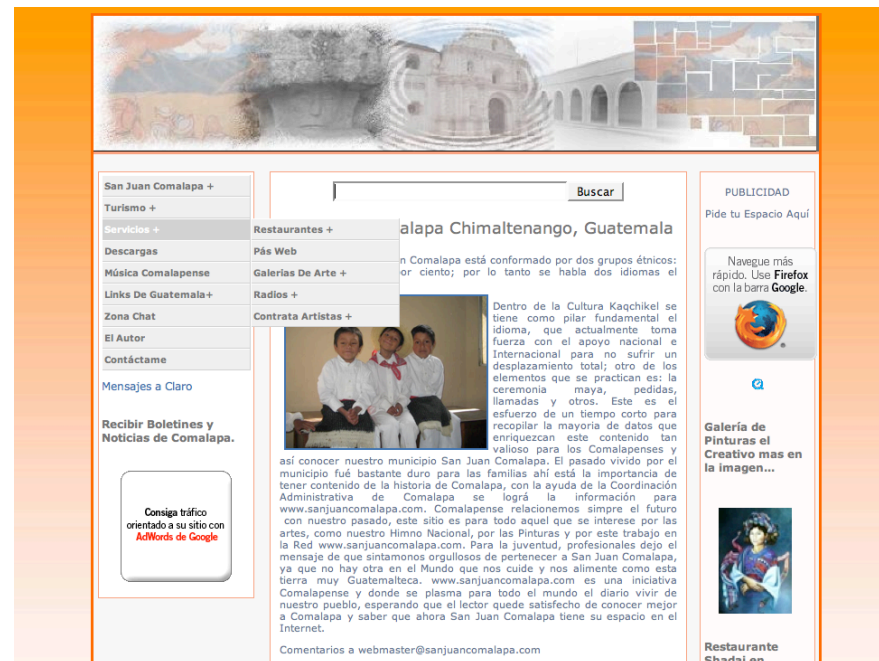 San Juan Comalapa +
Turismo +
Servicios +
Descargas
Música Comalapense
Links De Guatemala+
Zona Chat
El Autor
Contáctame
Restaurantes +
Pás Web
Galerias De Arte +
Radios +
Contrata Artistas +
Mensajes a Claro
Recibir Boletines y
Noticias de Comalapa.
Consiga tráfico
orientado a su sitio con
AdWords de Google
Buscar
alapa Chimaltenango, Guatemala
n Comalapa está conformado por dos grupos étnicos:
por ciento; por lo tanto se habla dos idiomas el
Dentro de la Cultura Kaqchikel se
tiene como pilar fundamental el
idioma, que actualmente toma
fuerza con el apoyo nacional e
Internacional para no sufrir un
desplazamiento total; otro de los
elementos que se practican es: la
ceremonia maya, pedidas,
llamadas y otros. Este es el
esfuerzo de un tiempo corto para
recopilar la mayoria de datos que
enriquezcan este contenido tan
valioso para los Comalapenses y
así conocer nuestro municipio San Juan Comalapa. El pasado vivido por el
municipio fué bastante duro para las familias ahí está la importancia de
tener contenido de la historia de Comalapa, con la ayuda de la Coordinación
Administrativa de Comalapa se lográ la información para
www.sanjuancomalapa.com. Comalapense relacionemos simpre el futuro
con nuestro pasado, este sitio es para todo aquel que se interese por las
artes, como nuestro Himno Nacional, por las Pinturas y por este trabajo en
la Red www.sanjuancomalapa.com. Para la juventud, profesionales dejo el
mensaje de que sintamonos orgullosos de pertenecer a San Juan Comalapa,
ya que no hay otra en el Mundo que nos cuide y nos alimente como esta
tierra muy Guatemalteca. www.sanjuancomalapa.com es una iniciativa
Comalapense y donde se plasma para todo el mundo el diario vivir de
nuestro pueblo, esperando que el lector quede satisfecho de conocer mejor
a Comalapa y saber que ahora San Juan Comalapa tiene su espacio en el
Internet.
Comentarios a webmaster@sanjuancomalapa.com
PUBLICIDAD
Pide tu Espacio Aquí
Navegue más
rápido. Use Firefox
con la barra Google.
Galería de
Pinturas el
Creativo mas en
la imagen...
Restaurante
Shadai en